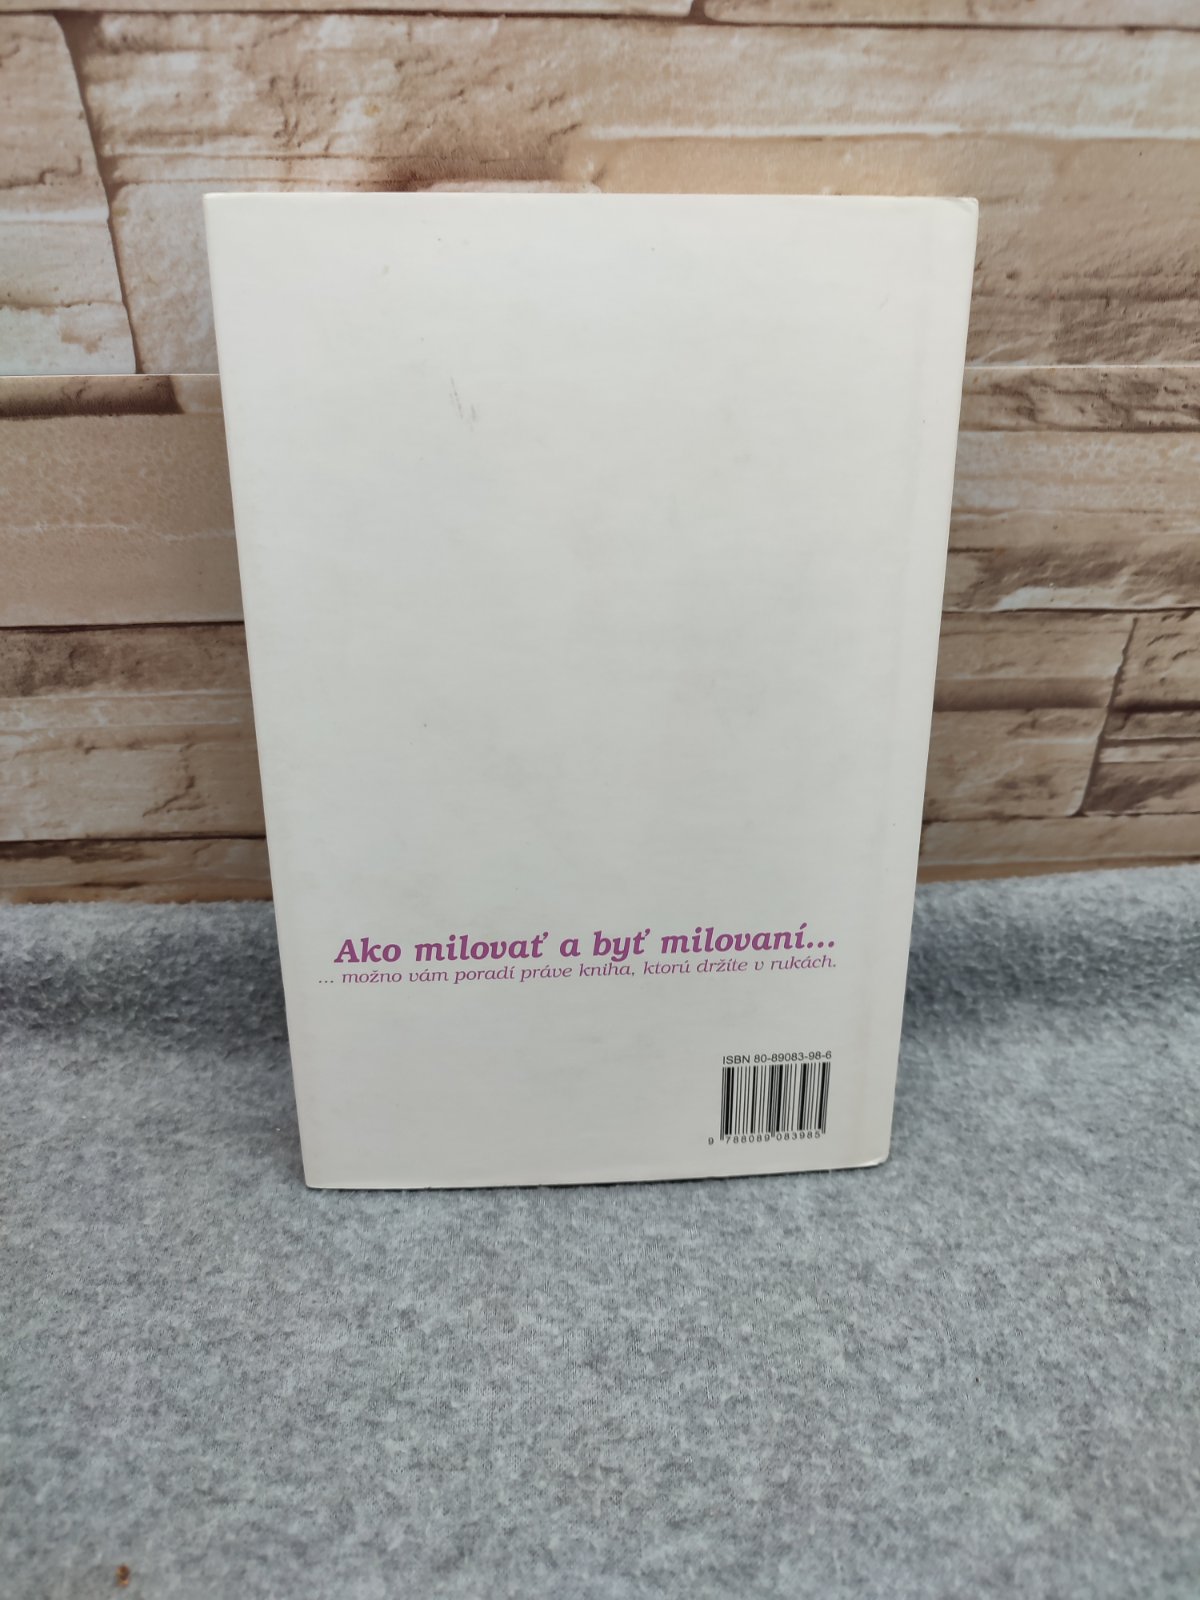 Ako milovať a byť milovaní...
... možno vám poradí práve kniha, ktorú držíte v rukách.
ISBN 80-89083-98-6
9 788089 083985